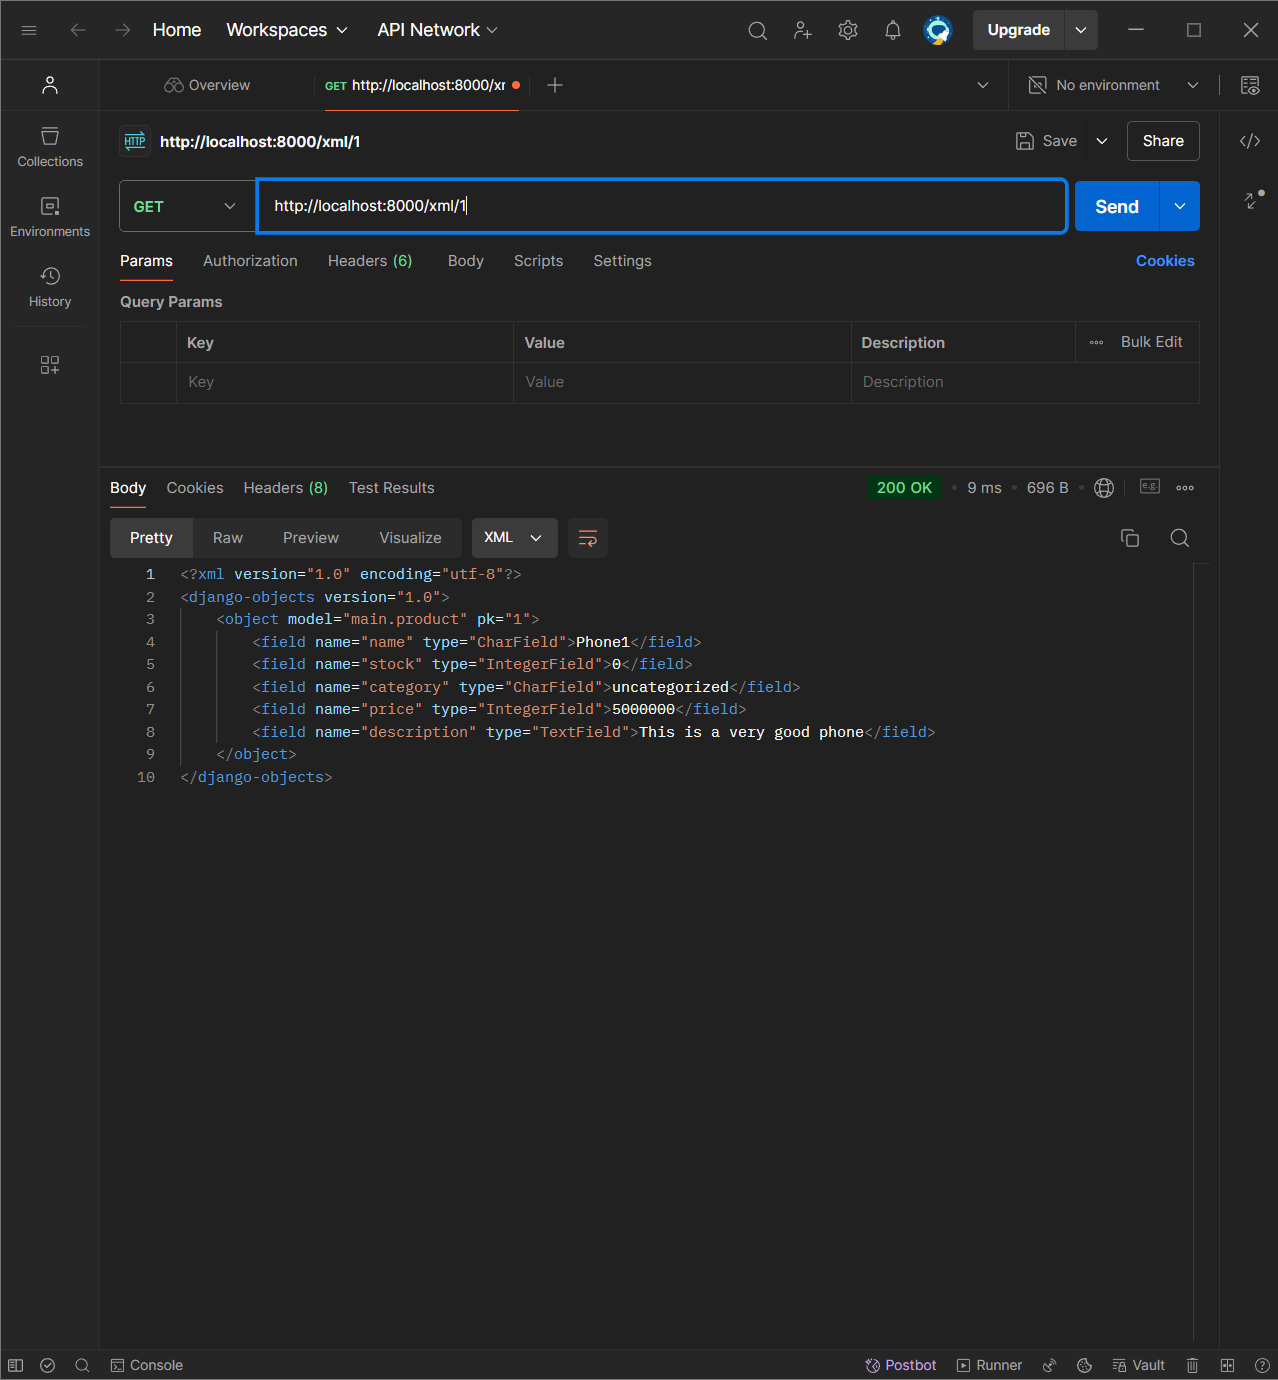 Home Workspaces API Network Upgrade
Overview GET http://localhost:8000/xr No environment
HTTP http://localhost:8000/xml/1 Save Share
Collections
Environments
History
GET http://localhost:8000/xml/1 Send
Params Authorization Headers (6) Body Scripts Settings Cookies
Query Params
Key Value Description Bulk Edit
Key Value Description
Body Cookies Headers (8) Test Results 200 OK 9 ms 696 B e.g.
Pretty Raw Preview Visualize XML
1 <?xml version="1.0" encoding="utf-8"?>
2 <django-objects version="1.0">
3 <object model="main.product" pk="1">
4 <field name="name" type="CharField">Phone1</field>
5 <field name="stock" type="IntegerField">0</field>
6 <field name="category" type="CharField">uncategorized</field>
7 <field name="price" type="IntegerField">5000000</field>
8 <field name="description" type="TextField">This is a very good phone</field>
9 </object>
10 </django-objects>
Console Postbot Runner Vault